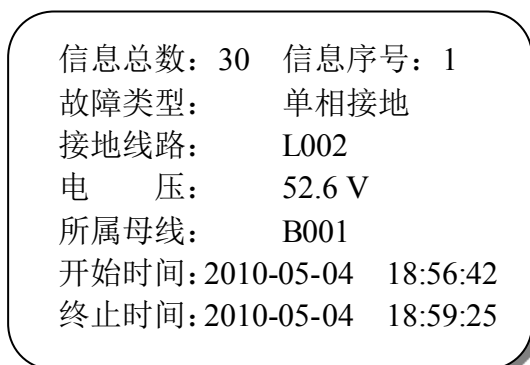 信息总数：30 信息序号：1
故障类型： 单相接地
接地线路： L002
电 压： 52.6 V
所属母线： B001
开始时间：2010-05-04 18:56:42
终止时间：2010-05-04 18:59:25